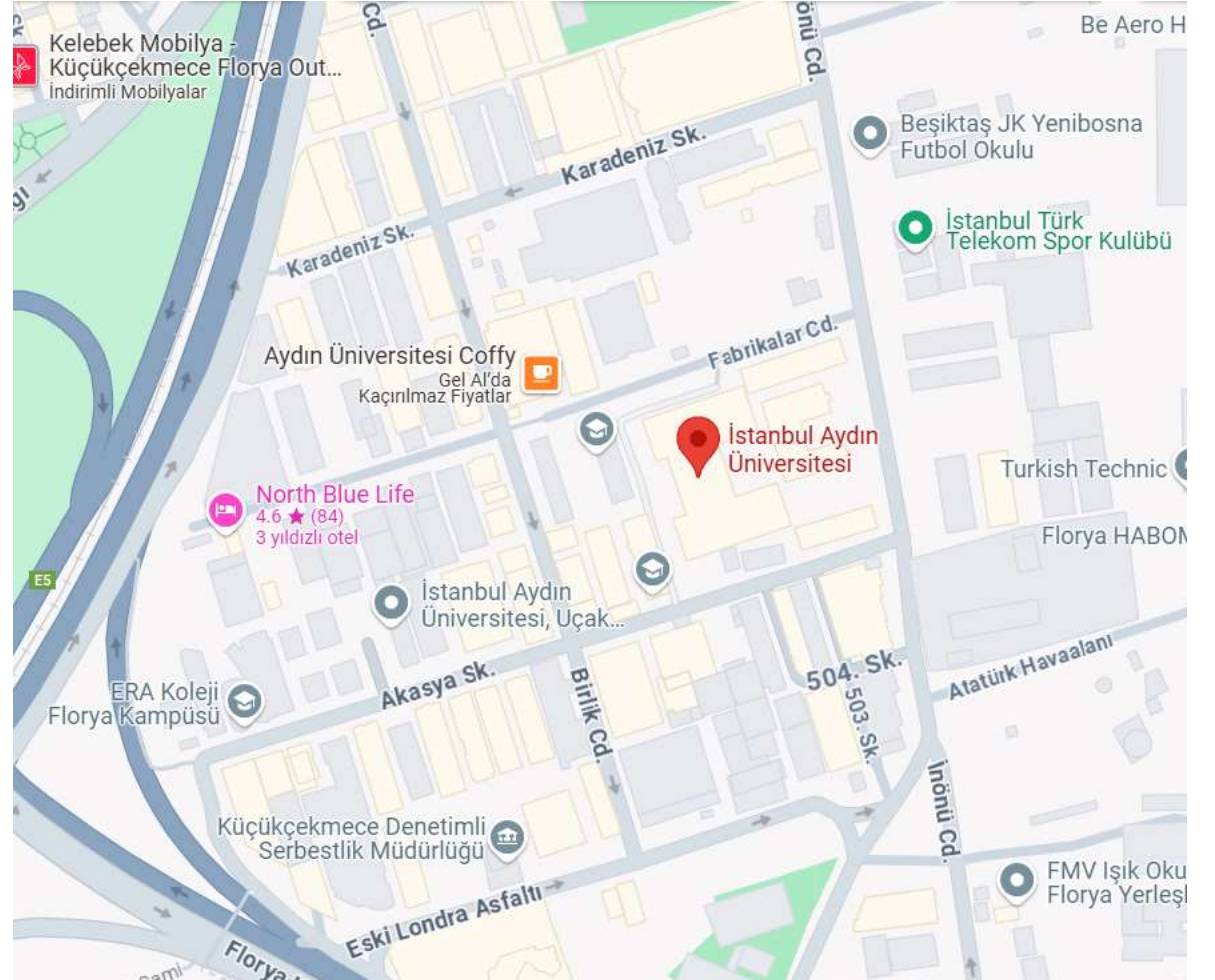 Cd.
İnönü Cd.
Be Aero H
Kelebek Mobilya -
Küçükçekmece Florya Out...
İndirimli Mobilyalar
Beşiktaş JK Yenibosna
Futbol Okulu
Karadeniz Sk.
İstanbul Türk
Telekom Spor Kulübü
Karadeniz Sk.
Fabrikalar Cd.
Aydın Üniversitesi Coffy
Gel Al'da
Kaçırılmaz Fiyatlar
İstanbul Aydın
Üniversitesi
Turkish Technic
North Blue Life
4.6 ★ (84)
3 yıldızlı otel
Florya HABOM
E5
İstanbul Aydın
Üniversitesi, Uçak...
Akasya Sk.
504. Sk.
Atatürk Havaalanı
ERA Koleji
Florya Kampüsü
Birlik Cd.
503. Sk.
İnönü Cd.
Küçükçekmece Denetimli
Serbestlik Müdürlüğü
FMV Işık Oku
Florya Yerleşk
Eski Londra Asfaltı
Florya